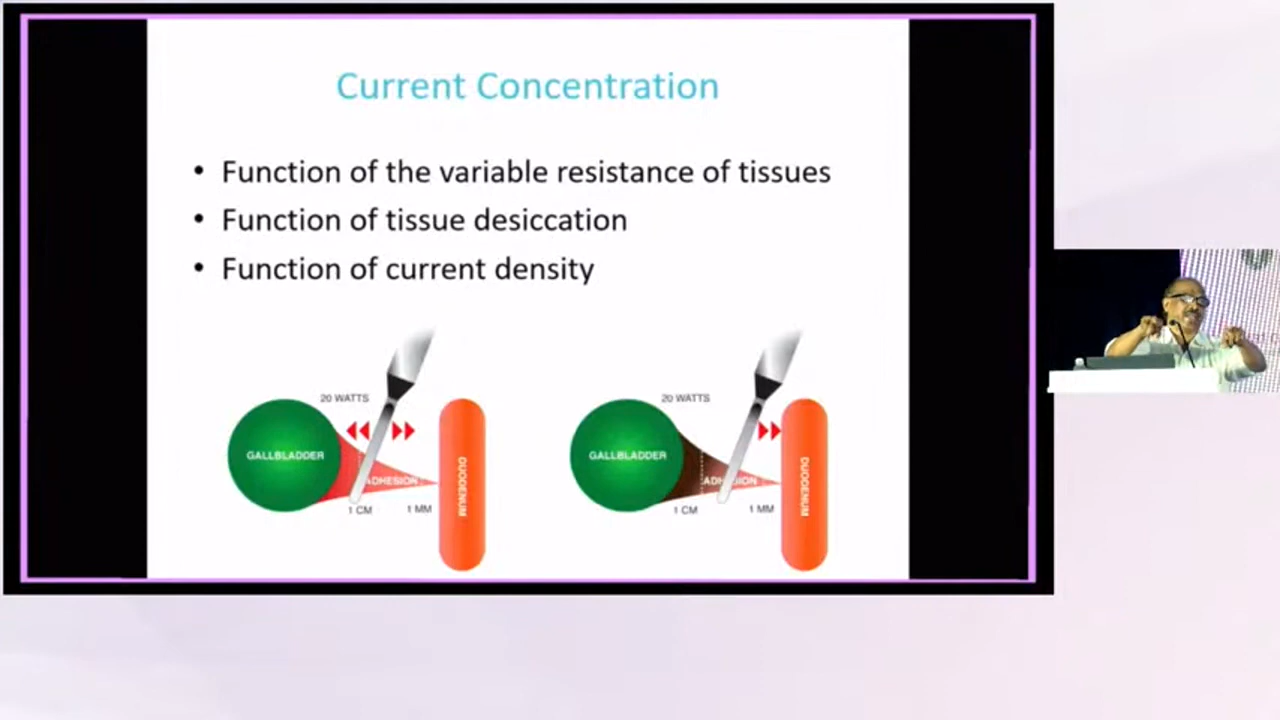 Current Concentration
• Function of the variable resistance of tissues
• Function of tissue desiccation
• Function of current density
20 WATTS
GALLBLADDER
ADHESION
DUODENUM
1 CM
1 MM
20 WATTS
GALLBLADDER
ADHESION
DUODENUM
1 CM
1 MM